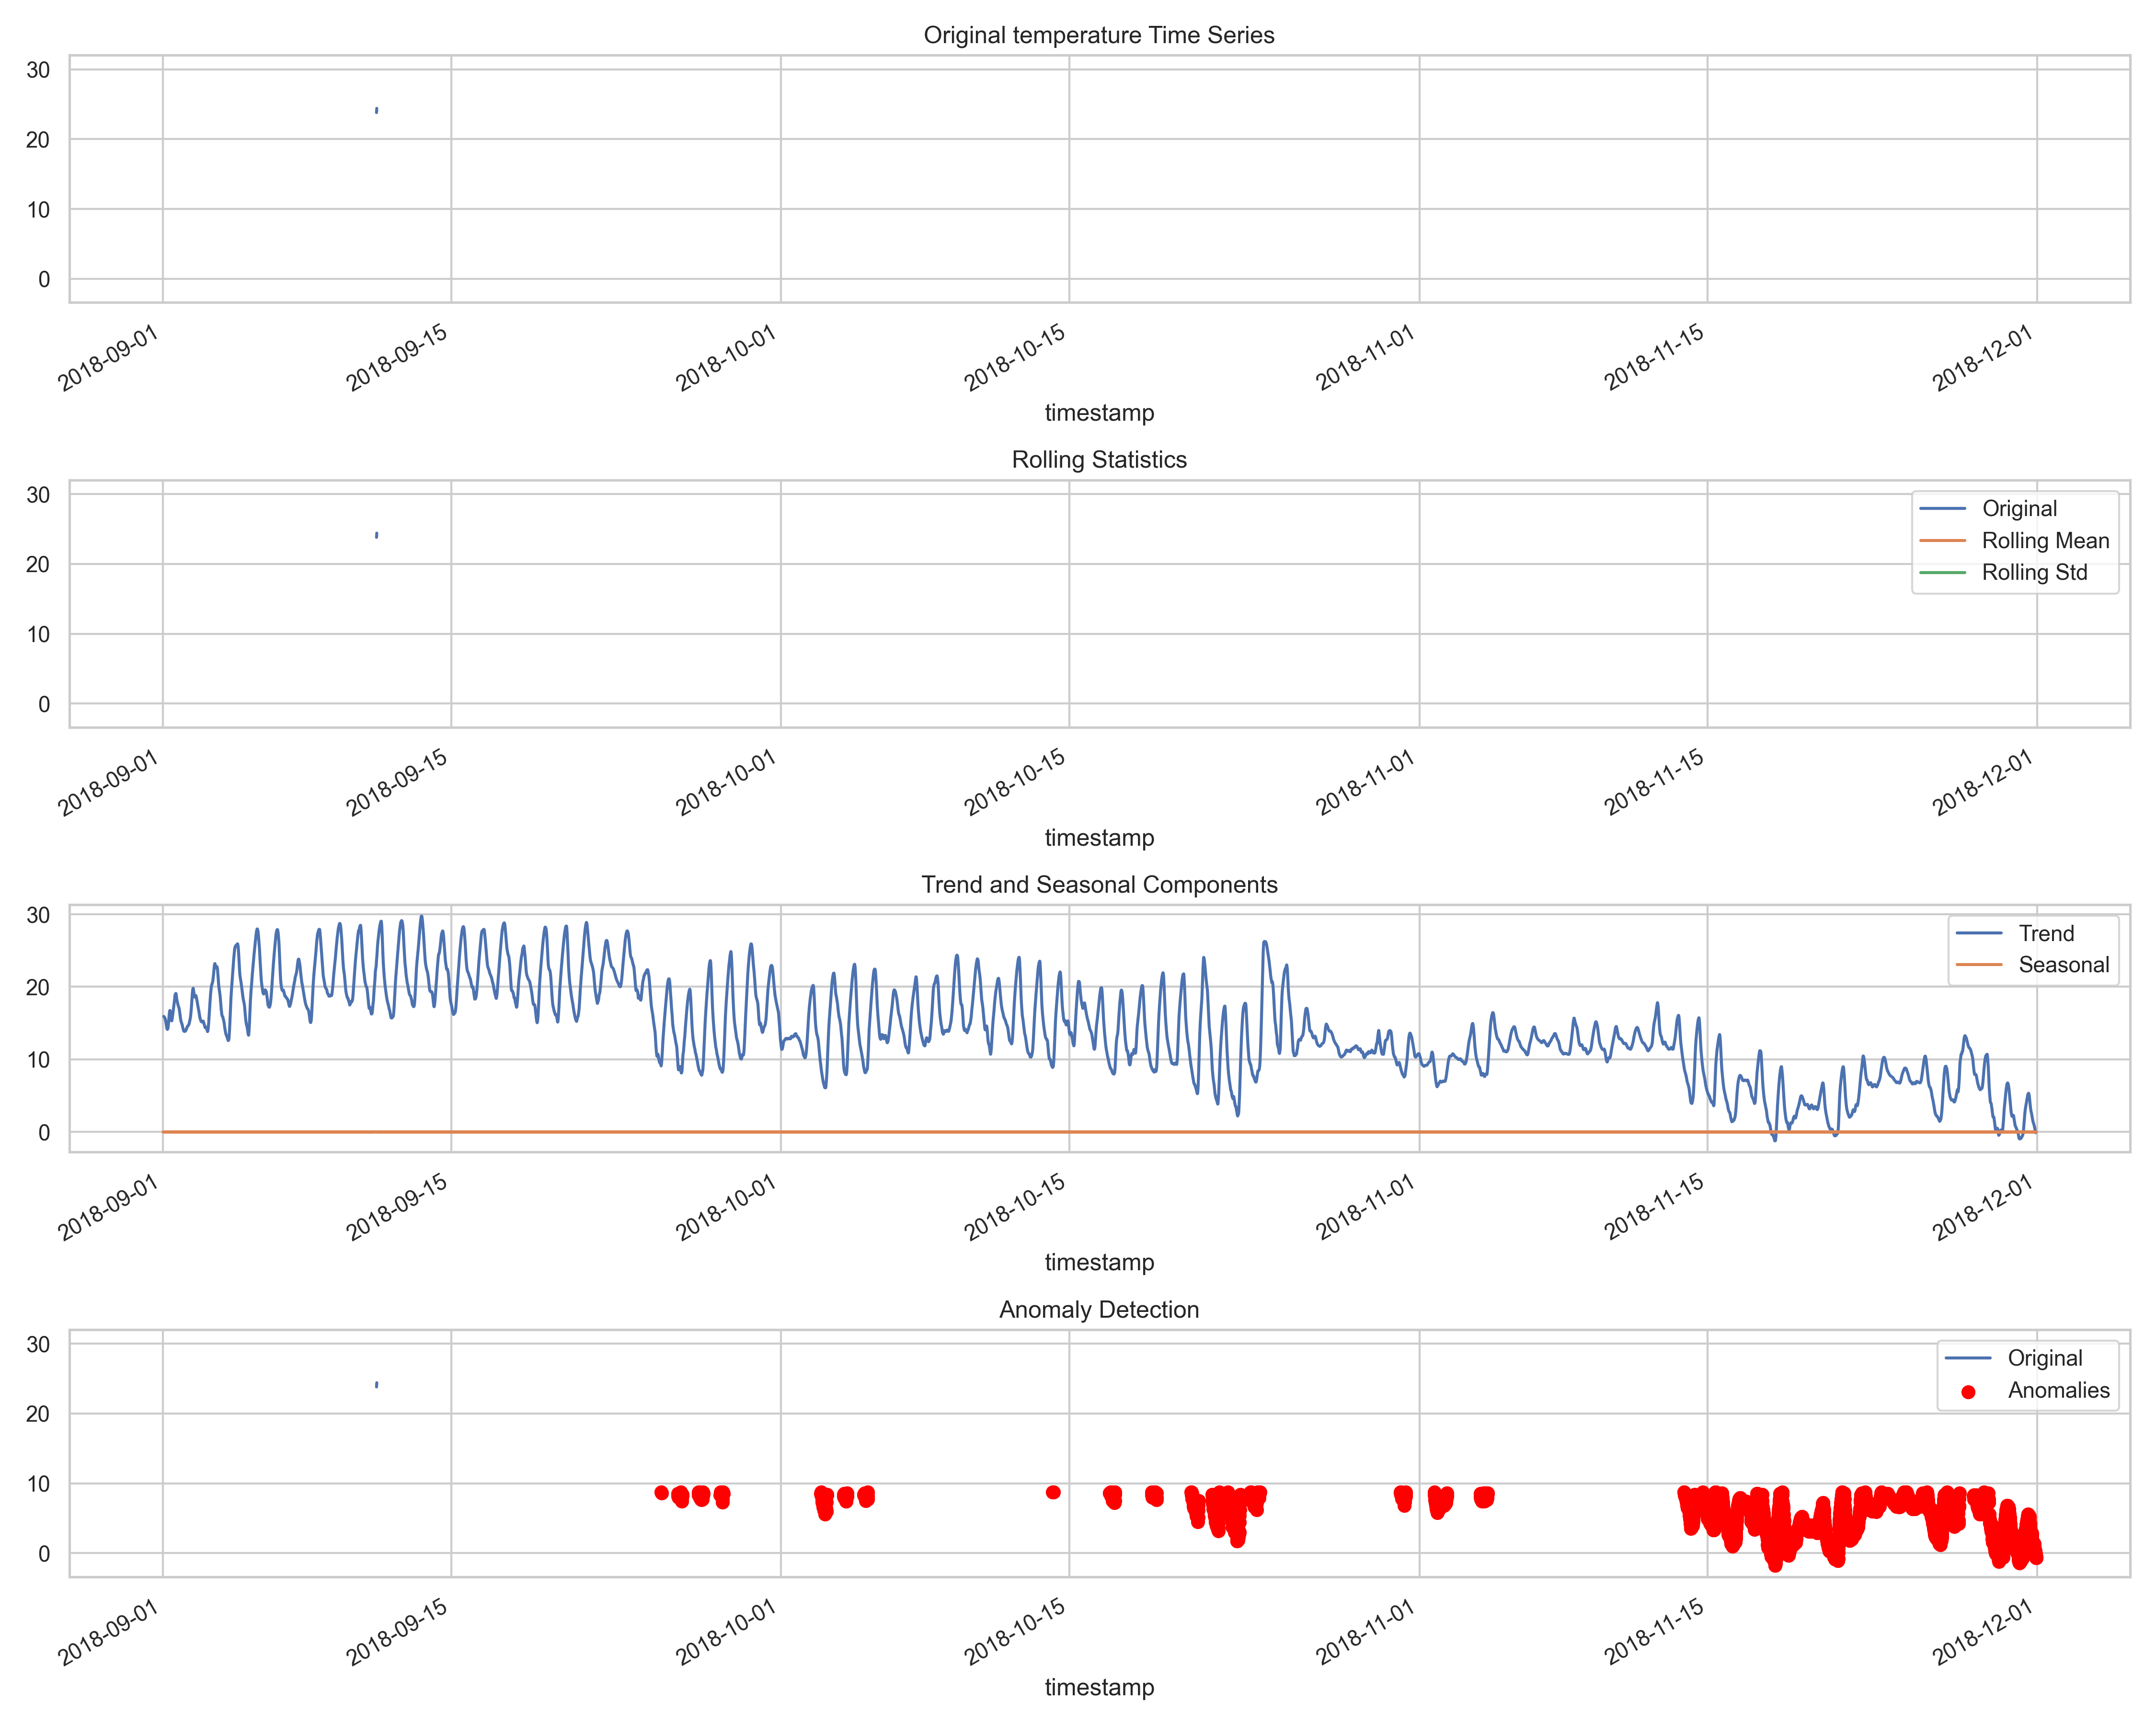 Original temperature Time Series
30
20
10
0
2018-09-01
2018-09-15
2018-10-01
2018-10-15
2018-11-01
2018-11-15
2018-12-01
timestamp
Rolling Statistics
30
20
10
0
Original
Rolling Mean
Rolling Std
2018-09-01
2018-09-15
2018-10-01
2018-10-15
2018-11-01
2018-11-15
2018-12-01
timestamp
Trend and Seasonal Components
30
20
10
0
Trend
Seasonal
2018-09-01
2018-09-15
2018-10-01
2018-10-15
2018-11-01
2018-11-15
2018-12-01
timestamp
Anomaly Detection
30
20
10
0
Original
Anomalies
2018-09-01
2018-09-15
2018-10-01
2018-10-15
2018-11-01
2018-11-15
2018-12-01
timestamp